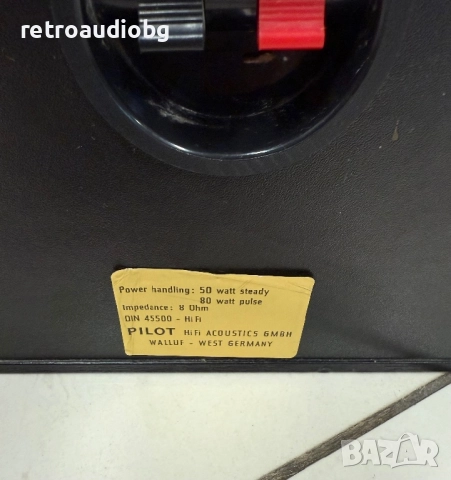 retroaudiobg
Power handling: 50 watt steady
80 watt pulse
Impedance: 8 Ohm
DIN 45500 - HiFi
PILOT HiFi ACOUSTICS GMBH
WALLUF - WEST GERMANY
BAZAR